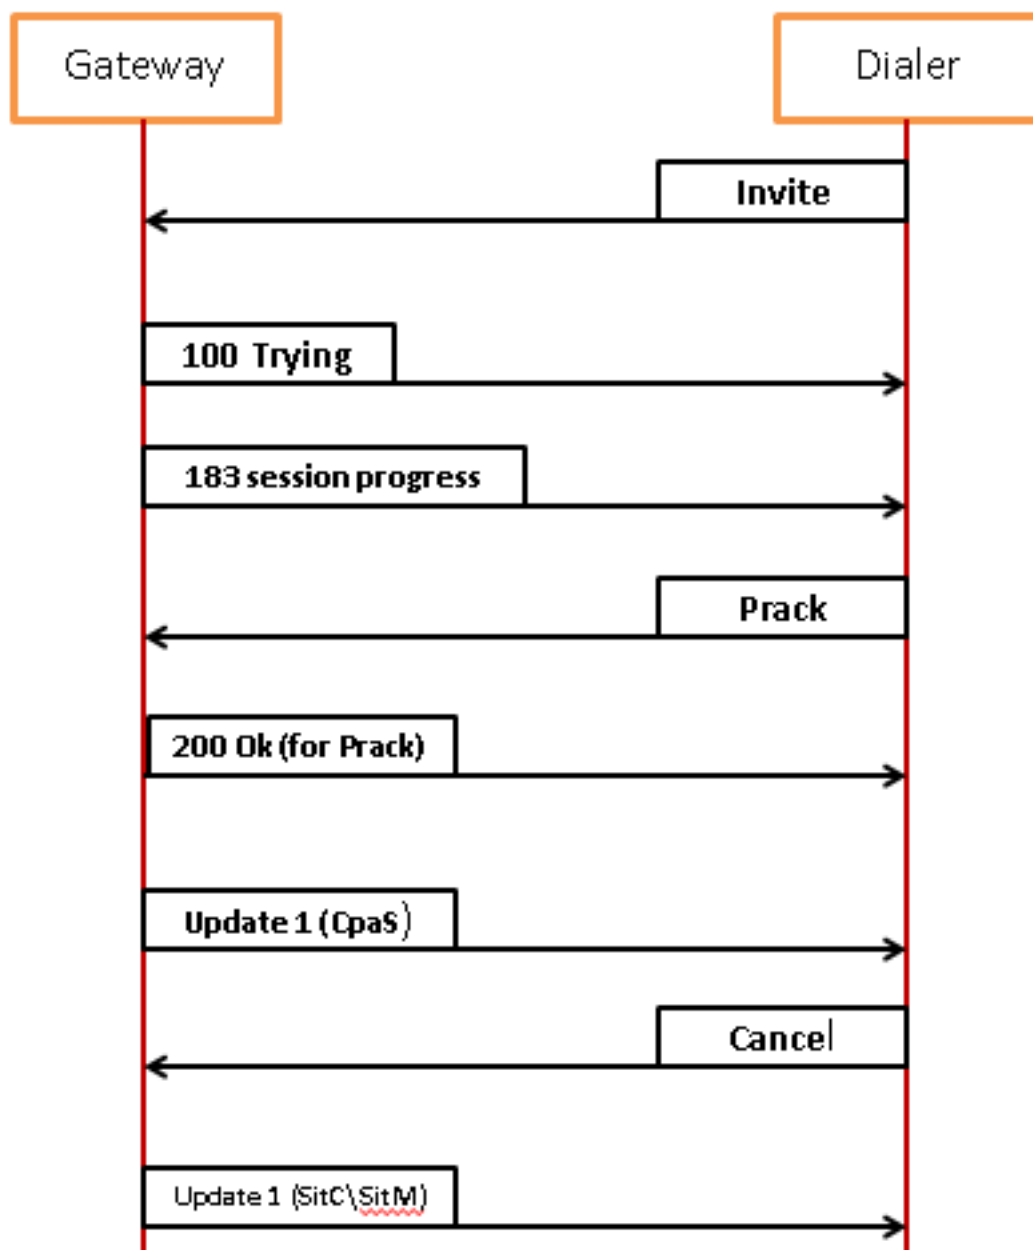 Gateway
Dialer
Invite
100 Trying
183 session progress
Prack
200 Ok (for Prack)
Update 1 (CpaS)
Cancel
Update 1 (SitC\SitM)